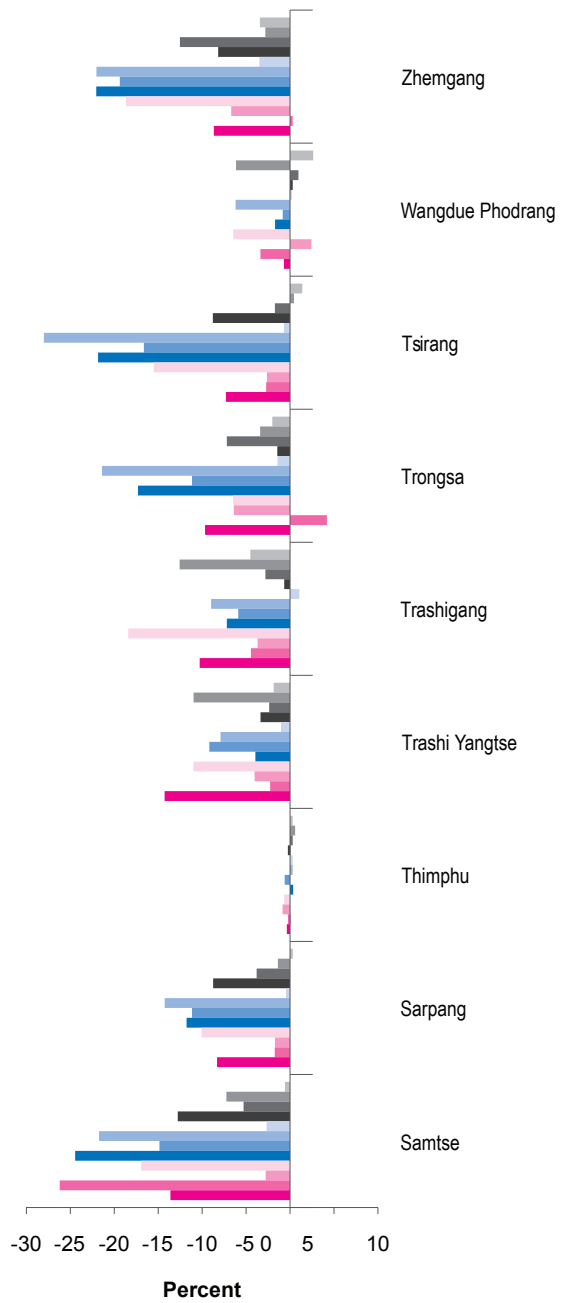 Zhemgang
Wangdue Phodrang
Tsirang
Trongsa
Trashigang
Trashi Yangtse
Thimphu
Sarpang
Samtse
-30 -25 -20 -15 -10 -5 0 5 10
Percent